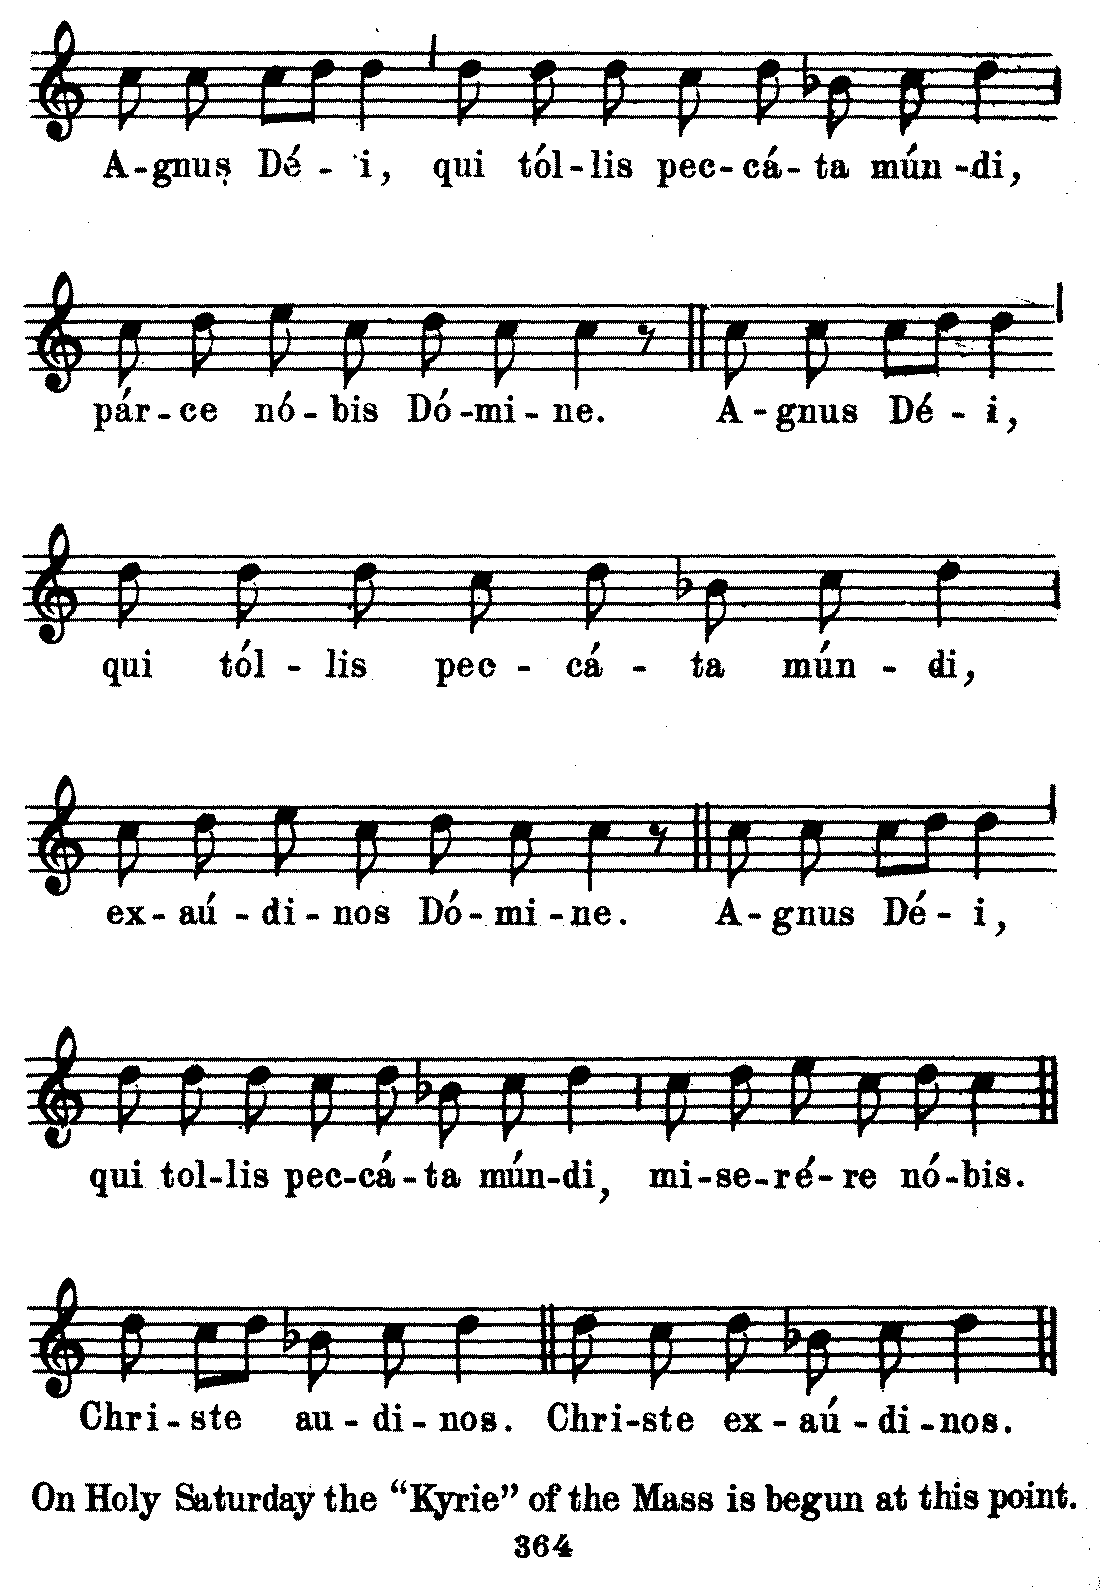 A-gnus Dé - i, qui tól-lis pec-cá-ta mún-di,
pár-ce nó-bis Dó-mi-ne. A-gnus Dé - i,
qui tól - lis pec - cá - ta mún - di,
ex-aú-di-nos Dó-mi-ne. A-gnus Dé-i,
qui tol-lis pec-cá-ta mún-di, mi-se-ré-re nó-bis.
Chri-ste au-di-nos. Chri-ste ex-aú-di-nos.
On Holy Saturday the “Kyrie” of the Mass is begun at this point.
364